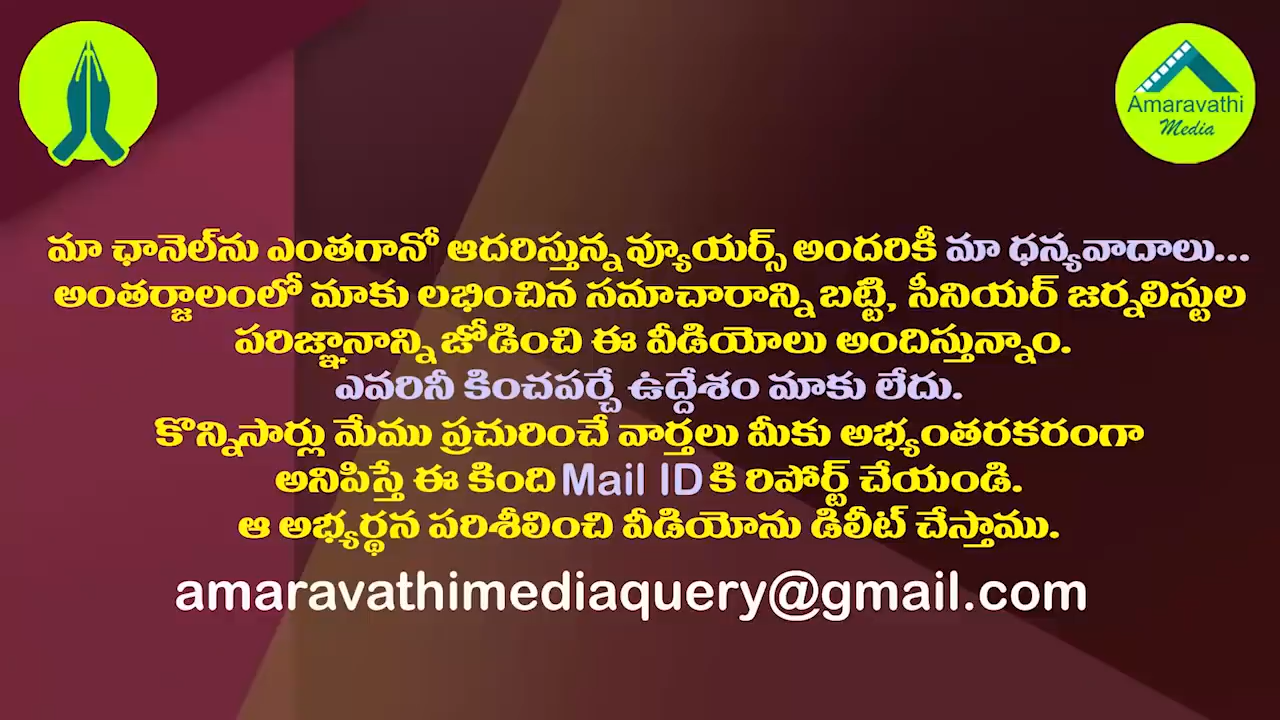 Amaravathi
Media
మా ఛానెల్‌ను ఎంతగానో ఆదరిస్తున్న వ్యూయర్స్ అందరికీ మా ధన్యవాదాలు...
అంతర్జాలంలో మాకు లభించిన సమాచారాన్ని బట్టి, సీనియర్ జర్నలిస్టుల
పరిజ్ఞానాన్ని జోడించి ఈ వీడియోలు అందిస్తున్నాం.
ఎవరినీ కించపర్చే ఉద్దేశం మాకు లేదు.
కొన్నిసార్లు మేము ప్రచురించే వార్తలు మీకు అభ్యంతరకరంగా
అనిపిస్తే ఈ కింది Mail ID కి రిపోర్ట్ చేయండి.
ఆ అభ్యర్థన పరిశీలించి వీడియోను డిలీట్ చేస్తాము.
amaravathimediaquery@gmail.com